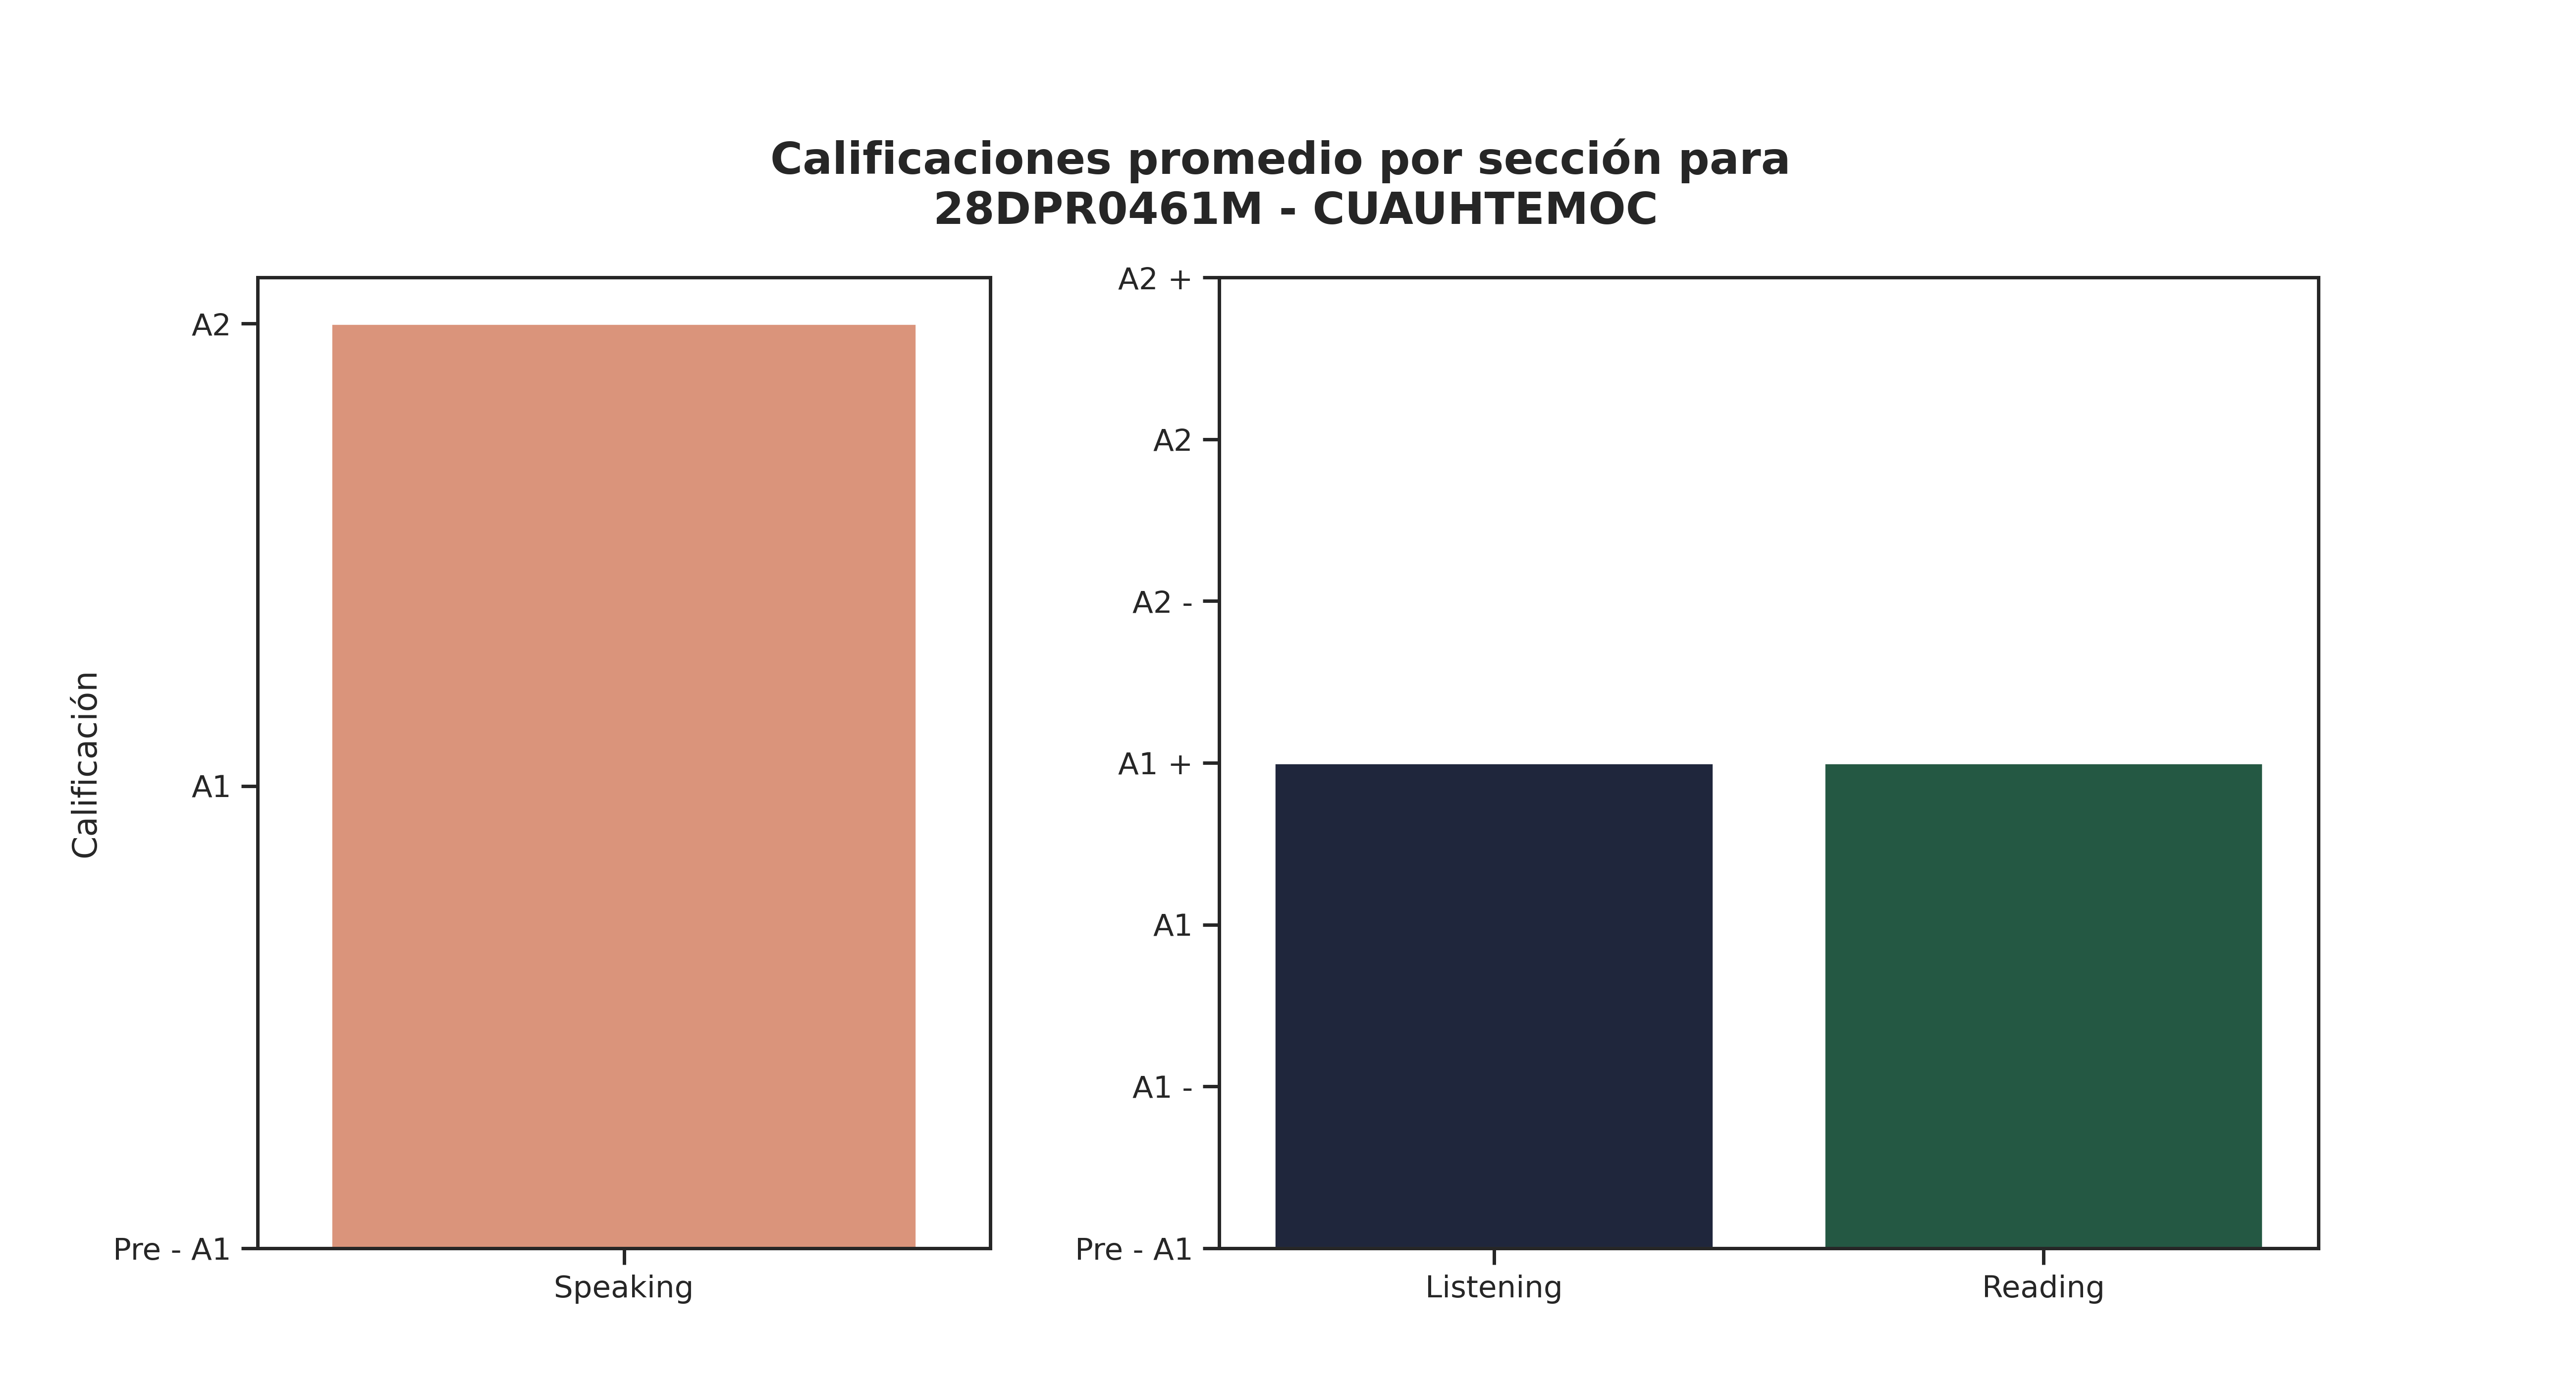 Calificaciones promedio por sección para
28DPR0461M - CUAUHTEMOC
Calificación
A2
A1
Pre - A1
Speaking
A2 +
A2
A2 -
A1 +
A1
A1 -
Pre - A1
Listening
Reading